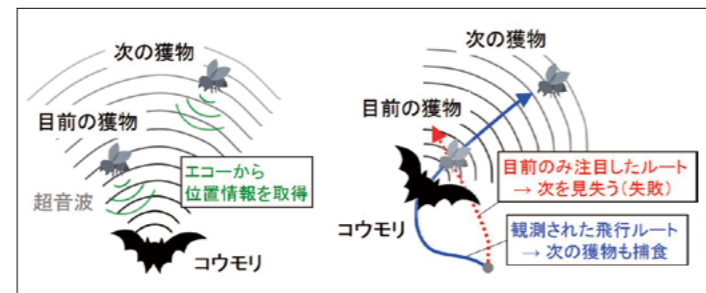 次の獲物
目前の獲物
超音波
エコーから
位置情報を取得
コウモリ
次の獲物
目前の獲物
目前のみ注目したルート
→ 次を見失う(失敗)
コウモリ
観測された飛行ルート
→ 次の獲物も捕食